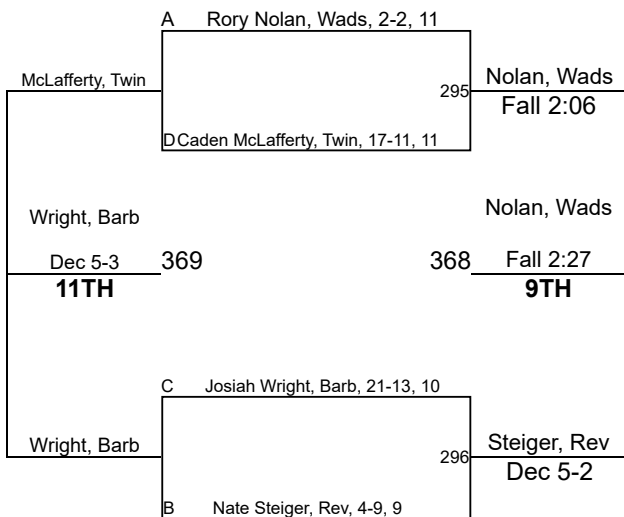 A Rory Nolan, Wads, 2-2, 11
McLafferty, Twin
295
Nolan, Wads
Fall 2:06
D Caden McLafferty, Twin, 17-11, 11
Wright, Barb
Dec 5-3
11TH
369
368
Nolan, Wads
Fall 2:27
9TH
C Josiah Wright, Barb, 21-13, 10
Wright, Barb
296
Steiger, Rev
Dec 5-2
B Nate Steiger, Rev, 4-9, 9